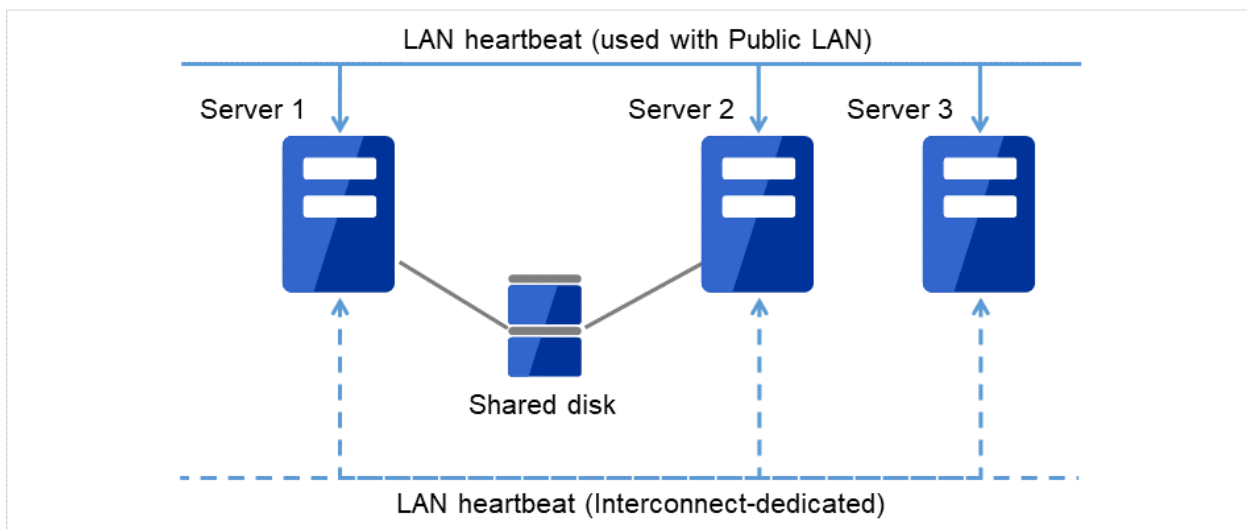 LAN heartbeat (used with Public LAN)
Server 1
Server 2
Server 3
Shared disk
LAN heartbeat (Interconnect-dedicated)